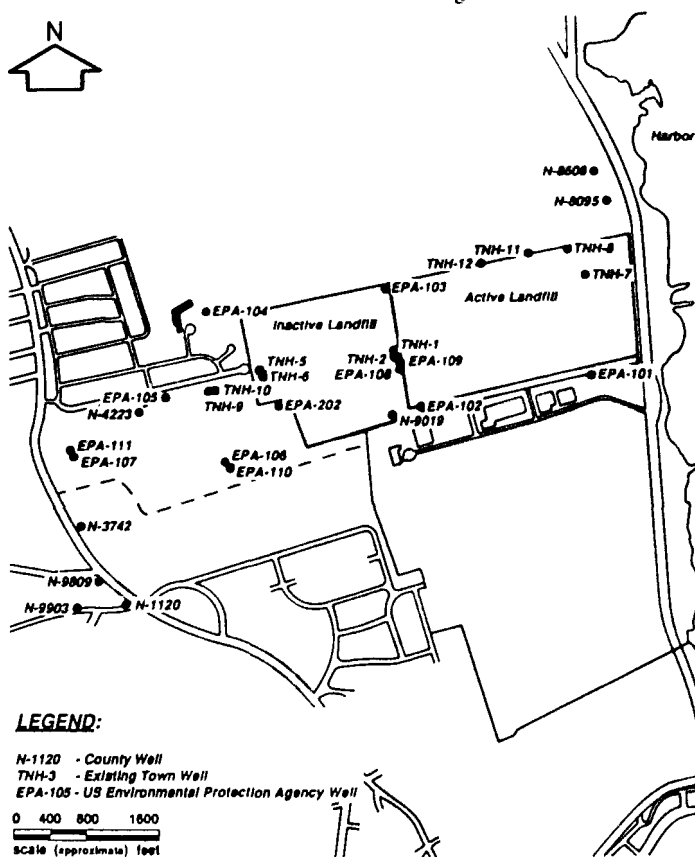 N
Harbor
N-8608
N-8095
TNH-11
TNH-8
TNH-12
TNH-7
EPA-103
Active Landfill
EPA-104
Inactive Landfill
TNH-1
TNH-2
EPA-109
EPA-108
TNH-5
TNH-6
EPA-101
EPA-105
TNH-10
TNH-9
EPA-202
EPA-102
N-4223
N-9019
EPA-111
EPA-107
EPA-106
EPA-110
N-3742
N-9809
N-9903
N-1120
LEGEND:
N-1120 - County Well
TNH-3 - Existing Town Well
EPA-105 - US Environmental Protection Agency Well
0 400 800 1600
scale (approximate) feet